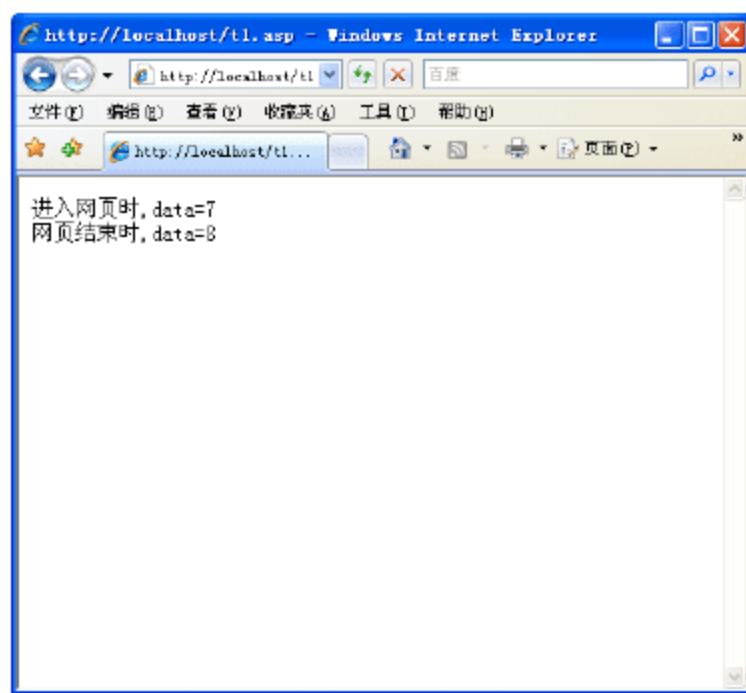 http://localhost/t1.asp - Windows Internet Explorer
http://localhost/t1
百度
文件(F) 编辑(E) 查看(V) 收藏夹(A) 工具(T) 帮助(H)
http://localhost/t1... 页面(P)
进入网页时,data=7
网页结束时,data=8